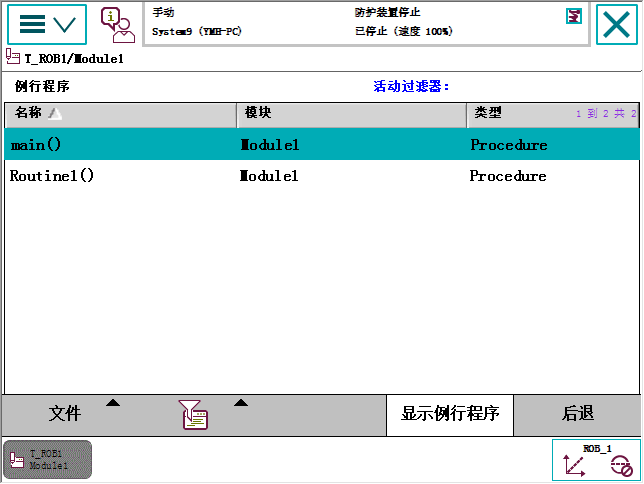 手动 防护装置停止
System9 (YMH-PC) 已停止 (速度 100%)
T_ROB1/Module1
例行程序 活动过滤器:
名称 模块 类型 1 到 2 共 2
main() Module1 Procedure
Routine1() Module1 Procedure
文件 显示例行程序 后退
T_ROB1
Module1
ROB_1